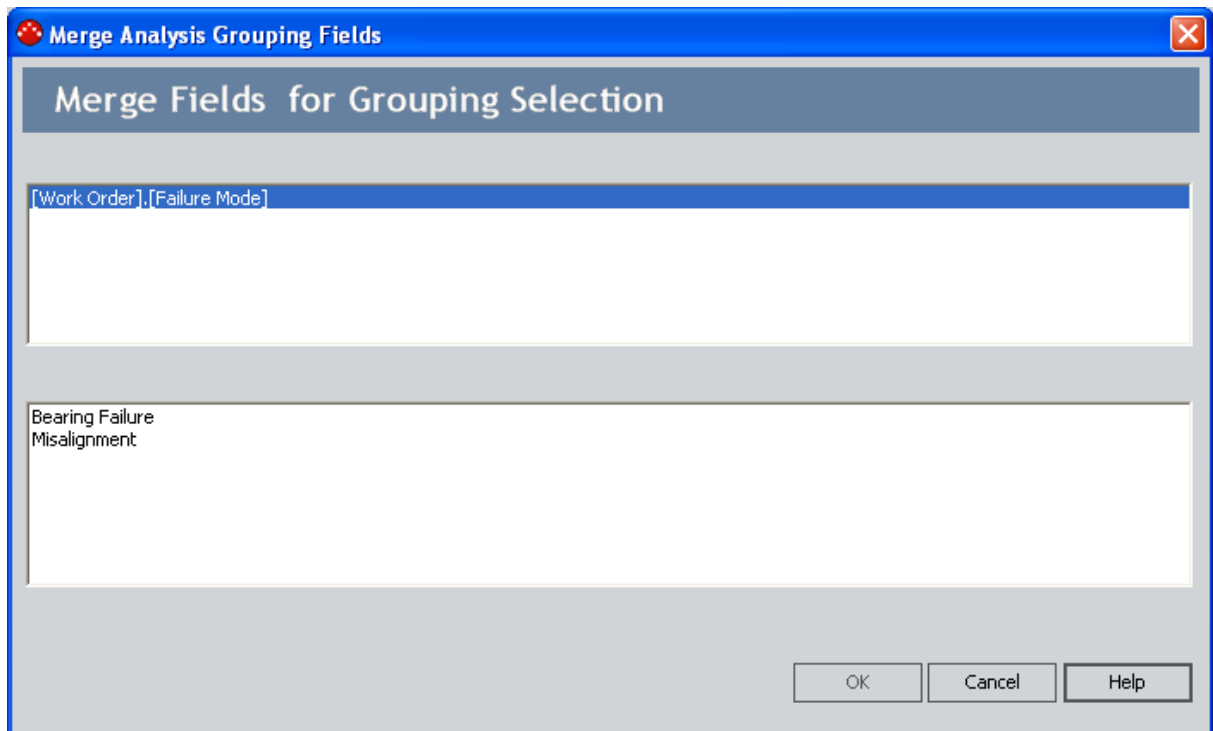 Merge Analysis Grouping Fields
Merge Fields for Grouping Selection
[Work Order].[Failure Mode]
Bearing Failure
Misalignment
OK Cancel Help